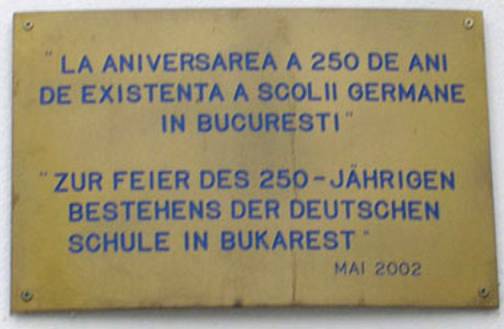 "LA ANIVERSAREA A 250 DE ANI
DE EXISTENŢA A SCOLII GERMANE
IN BUCURESTI"
"ZUR FEIER DES 250-JÄHRIGEN
BESTEHENS DER DEUTSCHEN
SCHULE IN BUKAREST"
MAI 2002